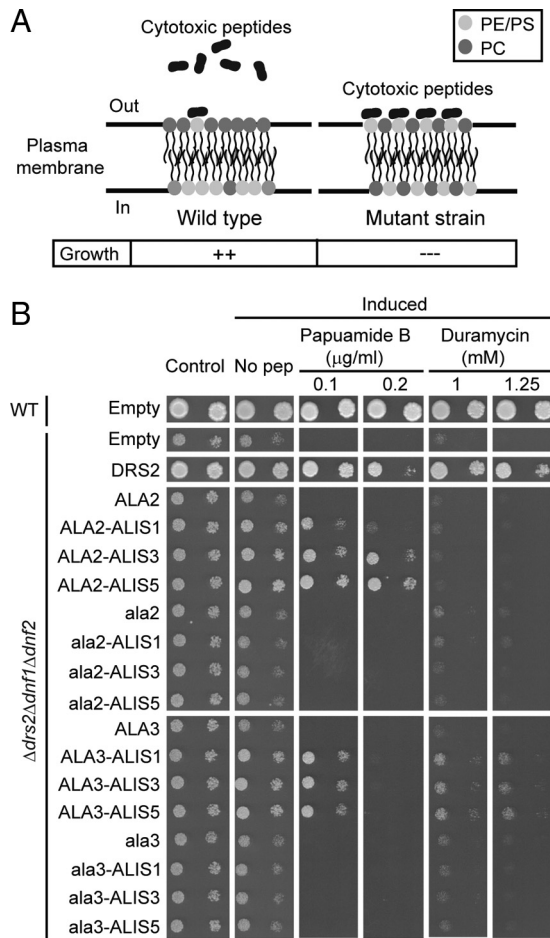 A
Cytotoxic peptides
PE/PS
PC
Out
Cytotoxic peptides
Plasma
membrane
In
Wild type
Mutant strain
Growth ++ ---
B
Induced
Papuamide B
(μg/ml)
Duramycin
(mM)
Control No pep 0.1 0.2 1 1.25
WT Empty
Δdrs2Δdnf1Δdnf2
Empty
DRS2
ALA2
ALA2-ALIS1
ALA2-ALIS3
ALA2-ALIS5
ala2
ala2-ALIS1
ala2-ALIS3
ala2-ALIS5
ALA3
ALA3-ALIS1
ALA3-ALIS3
ALA3-ALIS5
ala3
ala3-ALIS1
ala3-ALIS3
ala3-ALIS5